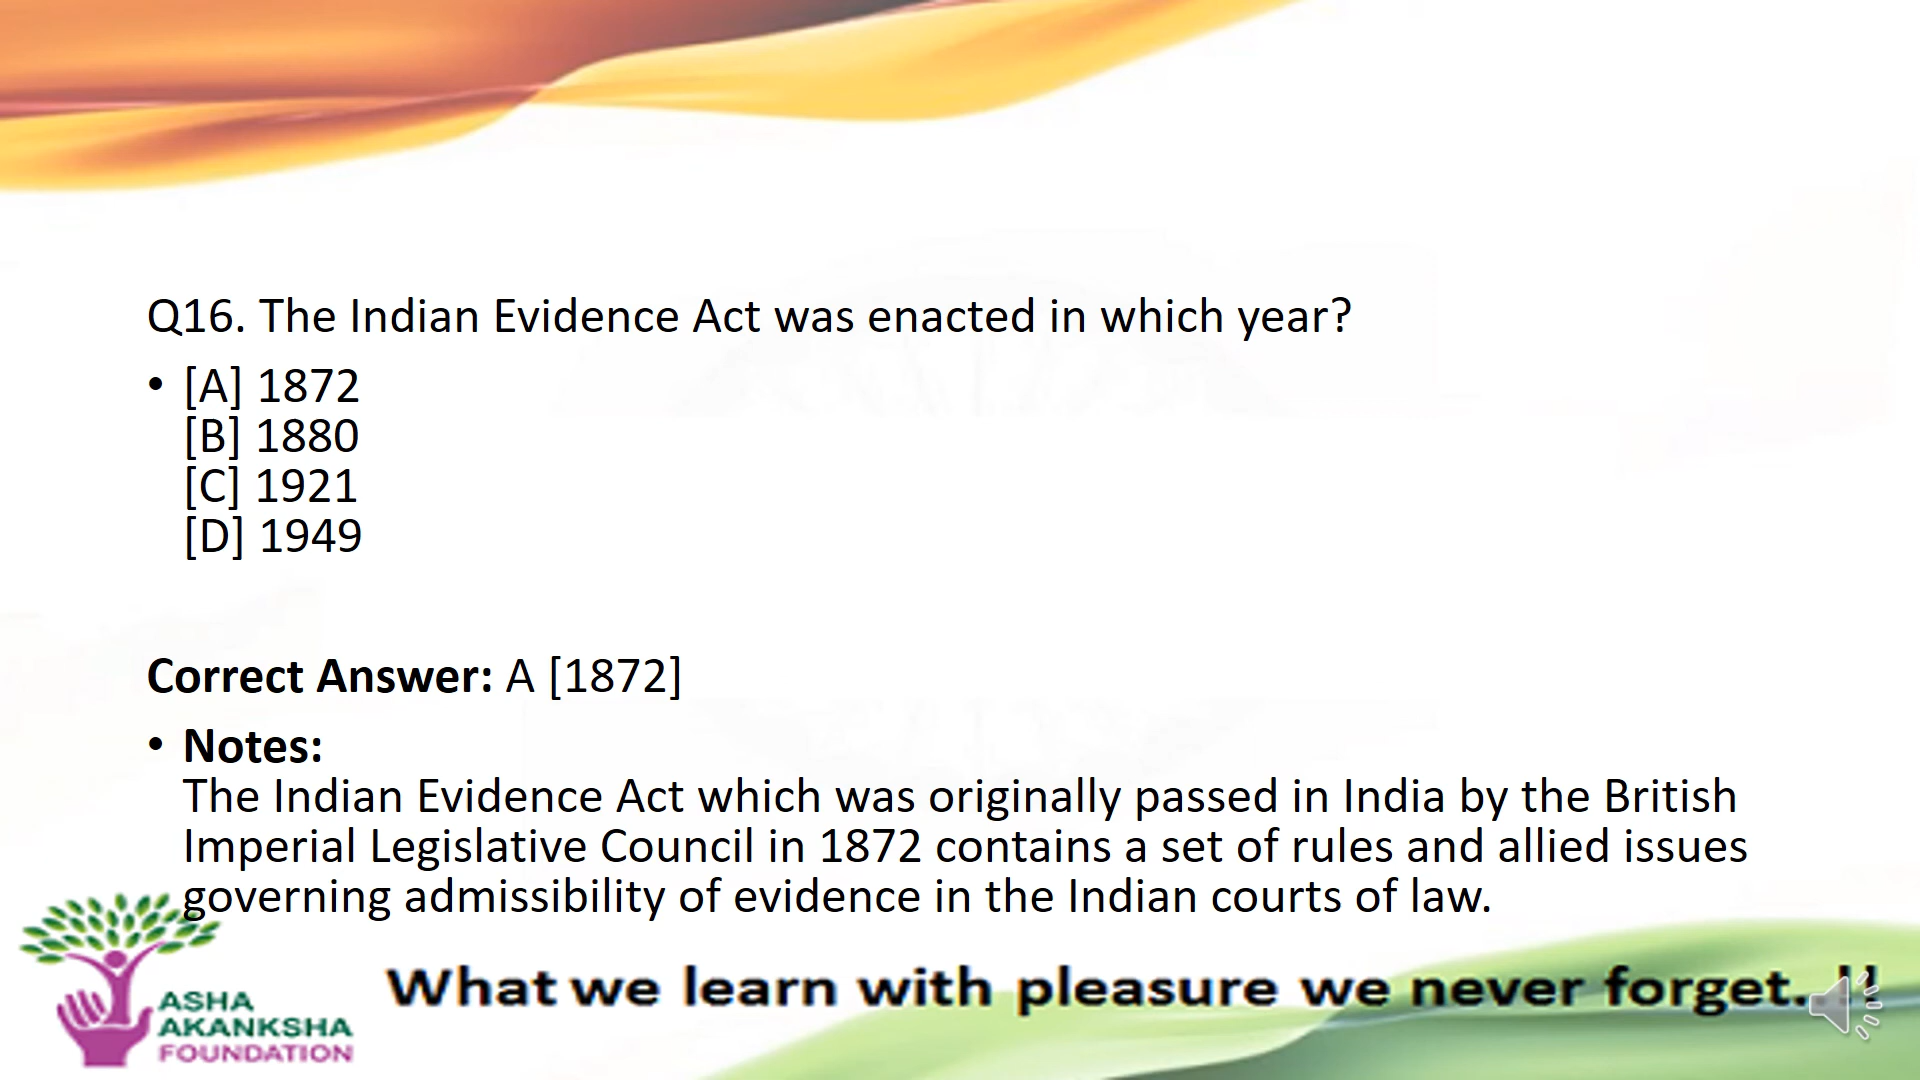 Q16. The Indian Evidence Act was enacted in which year?
• [A] 1872
[B] 1880
[C] 1921
[D] 1949
Correct Answer: A [1872]
• Notes:
The Indian Evidence Act which was originally passed in India by the British
Imperial Legislative Council in 1872 contains a set of rules and allied issues
governing admissibility of evidence in the Indian courts of law.
What we learn with pleasure we never forget..!!
ASHA
AKANKSHA
FOUNDATION